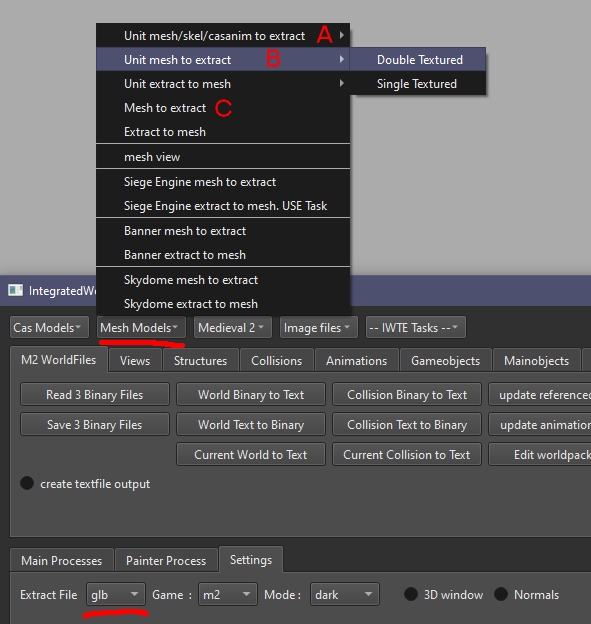 Unit mesh/skel/casanim to extract A
Unit mesh to extract B Double Textured
Unit extract to mesh Single Textured
Mesh to extract C
Extract to mesh
mesh view
Siege Engine mesh to extract
Siege Engine extract to mesh. USE Task
Banner mesh to extract
Banner extract to mesh
Skydome mesh to extract
Skydome extract to mesh
IntegratedWo
Cas Models Mesh Models Medieval 2 Image files -- IWTE Tasks --
M2 WorldFiles Views Structures Collisions Animations Gameobjects Mainobjects
Read 3 Binary Files World Binary to Text Collision Binary to Text update referenced
Save 3 Binary Files World Text to Binary Collision Text to Binary update animation
Current World to Text Current Collision to Text Edit worldpack
create textfile output
Main Processes Painter Process Settings
Extract File glb Game : m2 Mode : dark 3D window Normals